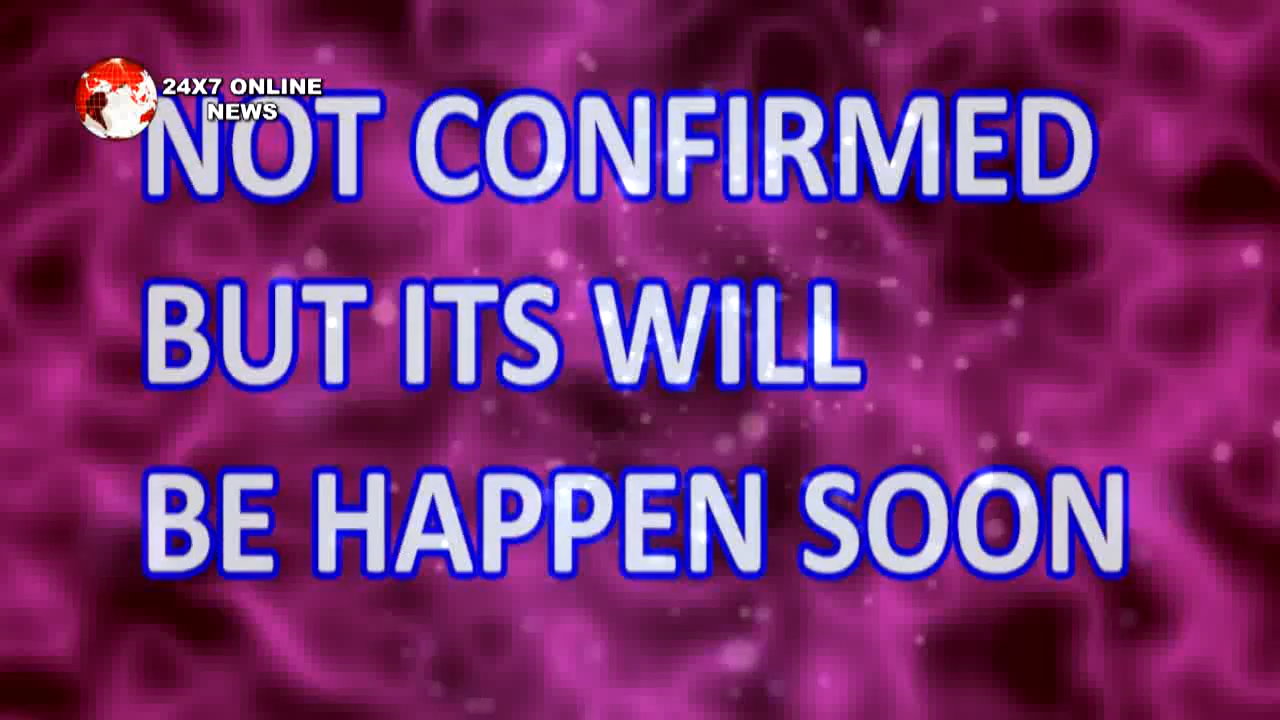 24X7 ONLINE
NEWS
NOT CONFIRMED
BUT ITS WILL
BE HAPPEN SOON